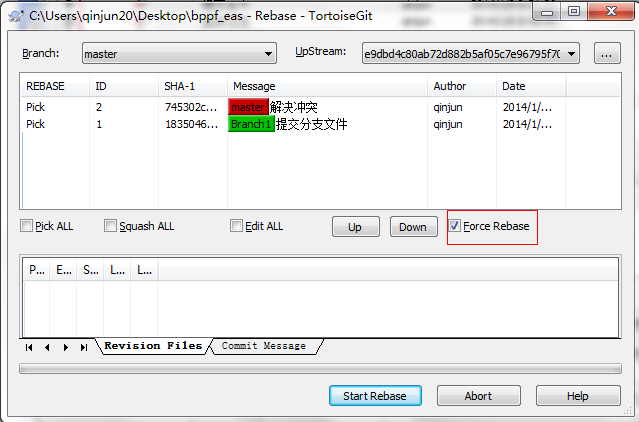 C:\Users\qinjun20\Desktop\bppf_eas - Rebase - TortoiseGit
Branch: master UpStream: e9dbd4c80ab72d882b5af05c7e96795f70 ...
REBASE ID SHA-1 Message Author Date
Pick 2 745302c... master 解决冲突 qinjun 2014/1/...
Pick 1 1835046... Branch1 提交分支文件 qinjun 2014/1/...
Pick ALL Squash ALL Edit ALL Up Down Force Rebase
P... E... S... L... L...
Revision Files Commit Message
Start Rebase Abort Help